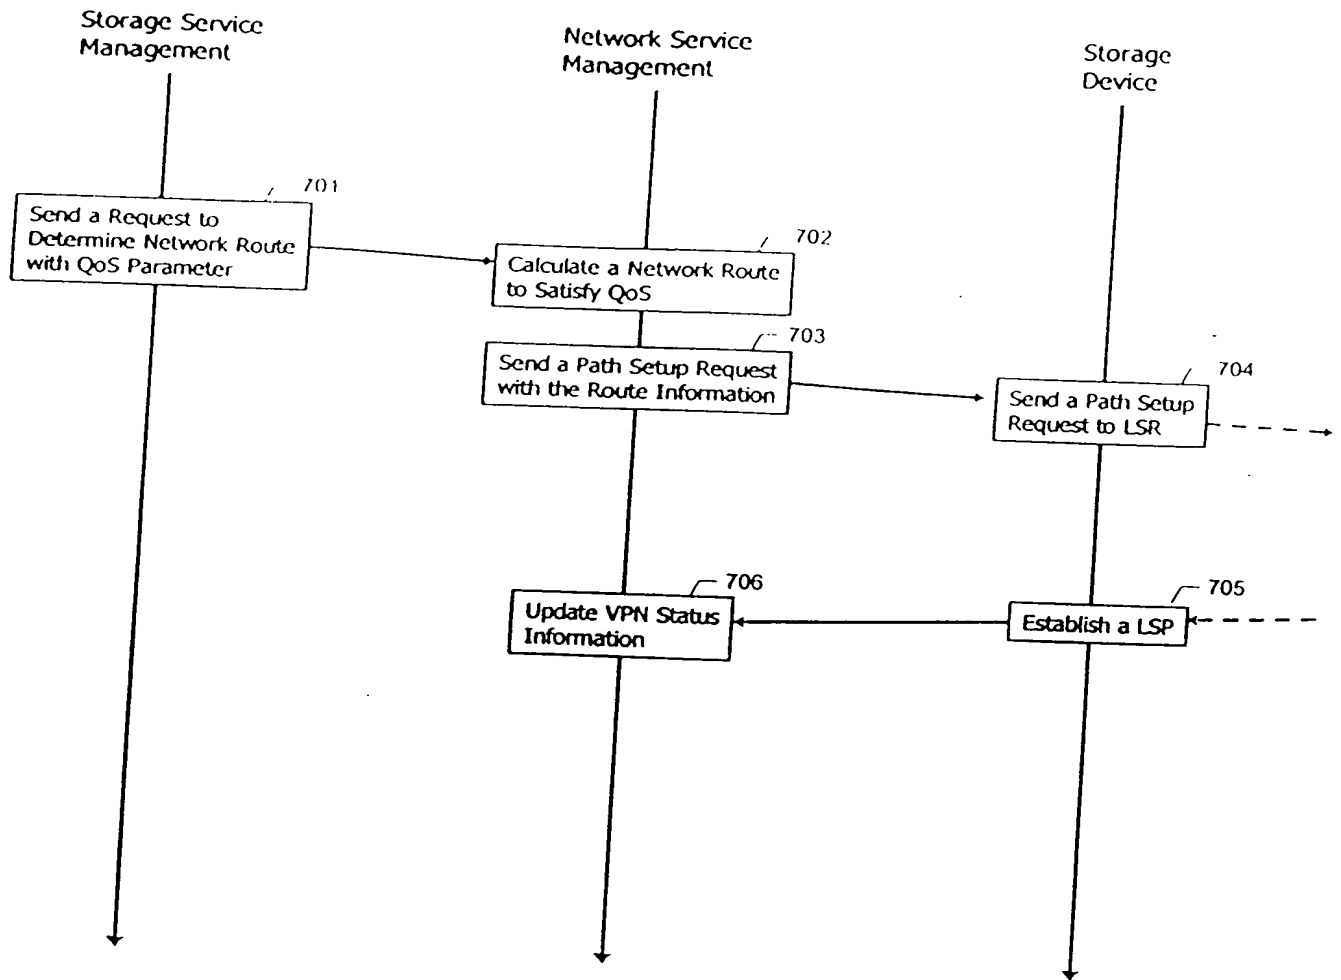 Storage Service
Management
Network Service
Management
Storage
Device
701
Send a Request to
Determine Network Route
with QoS Parameter
702
Calculate a Network Route
to Satisfy QoS
703
Send a Path Setup Request
with the Route Information
704
Send a Path Setup
Request to LSR
705
Establish a LSP
706
Update VPN Status
Information